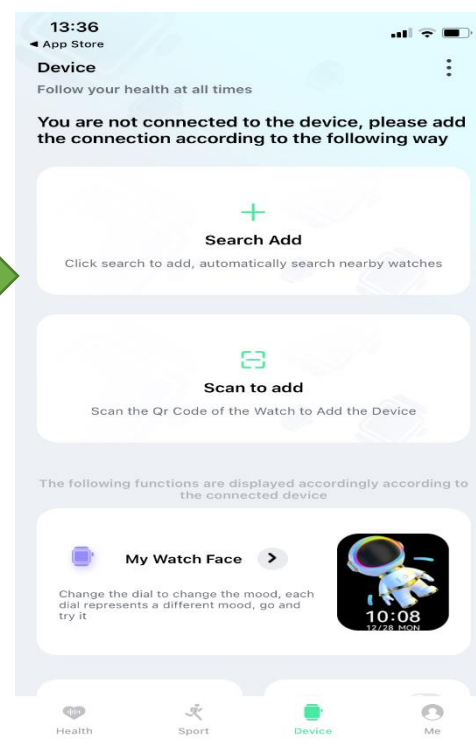 13:36
App Store
Device
Follow your health at all times
You are not connected to the device, please add
the connection according to the following way
Search Add
Click search to add, automatically search nearby watches
Scan to add
Scan the Qr Code of the Watch to Add the Device
The following functions are displayed accordingly according to
the connected device
My Watch Face
Change the dial to change the mood, each
dial represents a different mood, go and
try it
10:08
12/28 MON
Health Sport Device Me